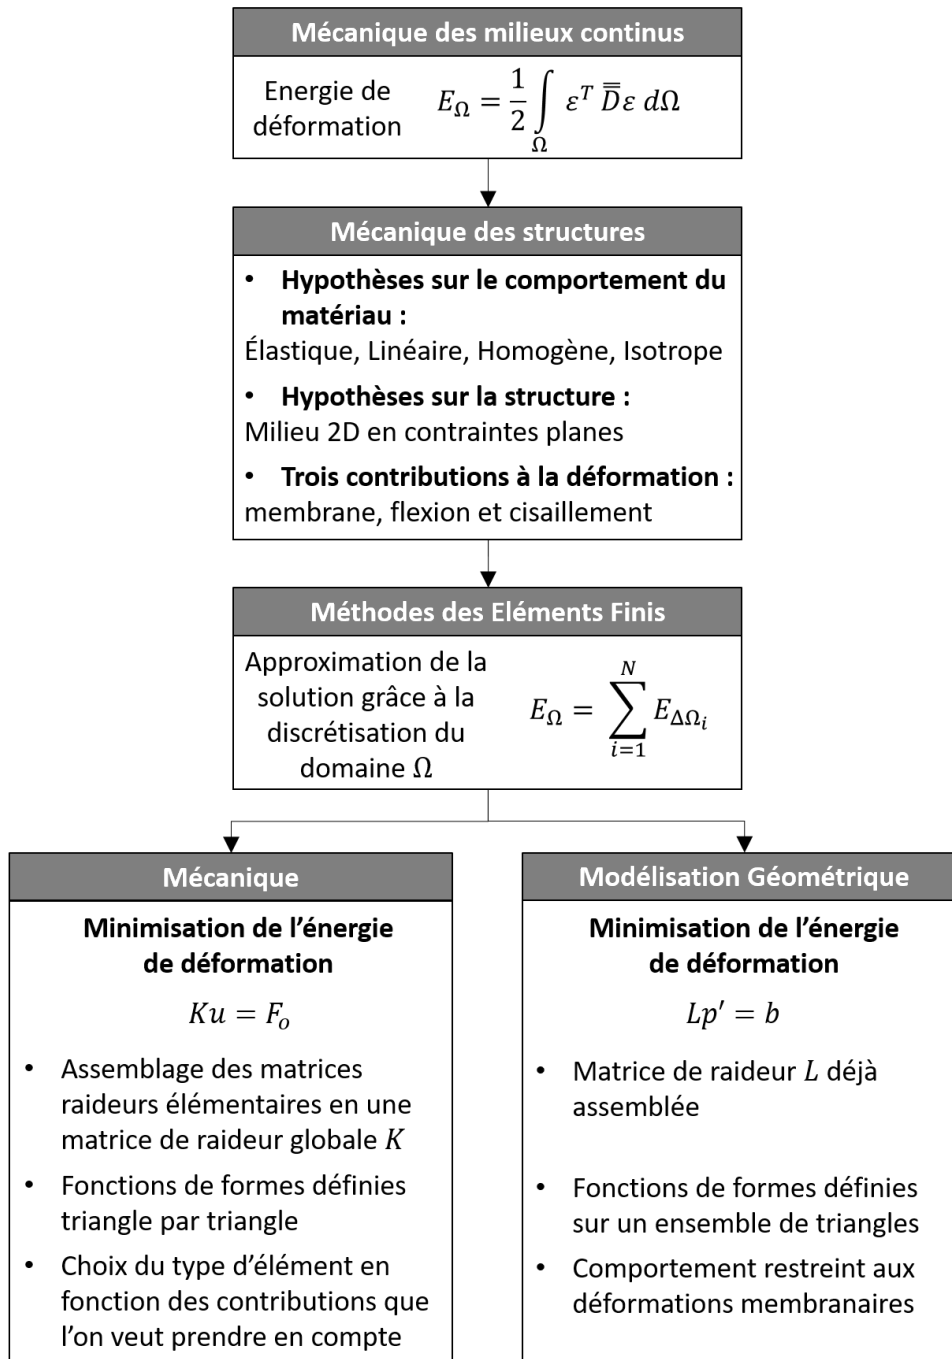 Mécanique des milieux continus
Energie de
déformation
E_Ω = 1/2 ∫_Ω ε^T D̿ε dΩ
Mécanique des structures
• Hypothèses sur le comportement du
matériau :
Élastique, Linéaire, Homogène, Isotrope
• Hypothèses sur la structure :
Milieu 2D en contraintes planes
• Trois contributions à la déformation :
membrane, flexion et cisaillement
Méthodes des Eléments Finis
Approximation de la
solution grâce à la
discrétisation du
domaine Ω
E_Ω = ∑_{i=1}^{N} E_{ΔΩ_i}
Mécanique
Minimisation de l’énergie
de déformation
Ku = F_o
• Assemblage des matrices
raideurs élémentaires en une
matrice de raideur globale K
• Fonctions de formes définies
triangle par triangle
• Choix du type d’élément en
fonction des contributions que
l’on veut prendre en compte
Modélisation Géométrique
Minimisation de l’énergie
de déformation
Lp′ = b
• Matrice de raideur L déjà
assemblée
• Fonctions de formes définies
sur un ensemble de triangles
• Comportement restreint aux
déformations membranaires